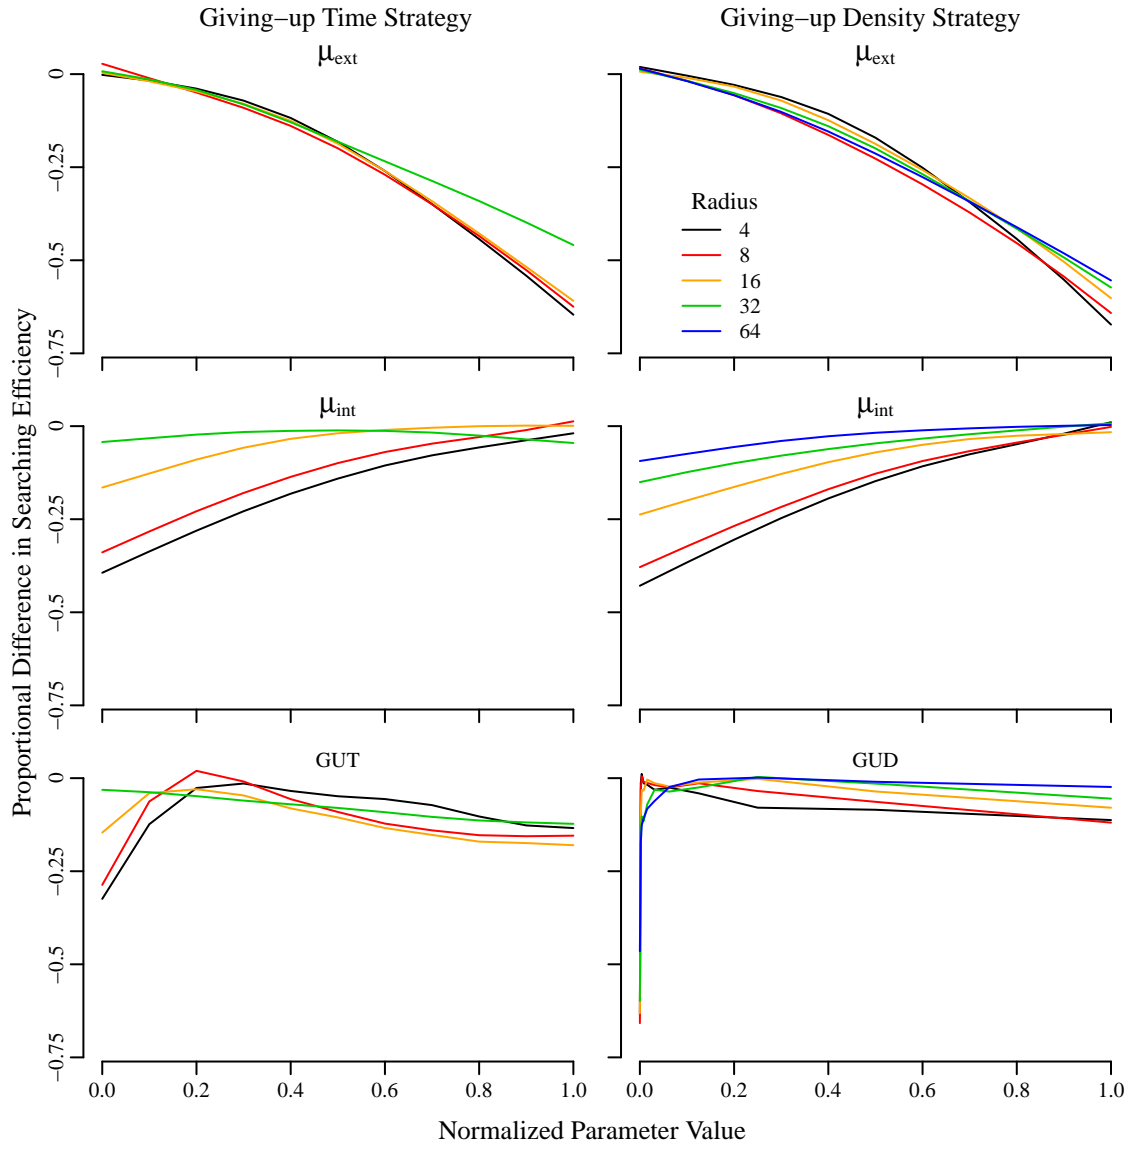 Giving−up Time Strategy
Giving−up Density Strategy
μext
μext
0
−0.25
−0.5
−0.75
Radius
4
8
16
32
64
μint
μint
0
−0.25
−0.5
−0.75
GUT
GUD
0
−0.25
−0.5
−0.75
0.0 0.2 0.4 0.6 0.8 1.0
0.0 0.2 0.4 0.6 0.8 1.0
Proportional Difference in Searching Efficiency
Normalized Parameter Value